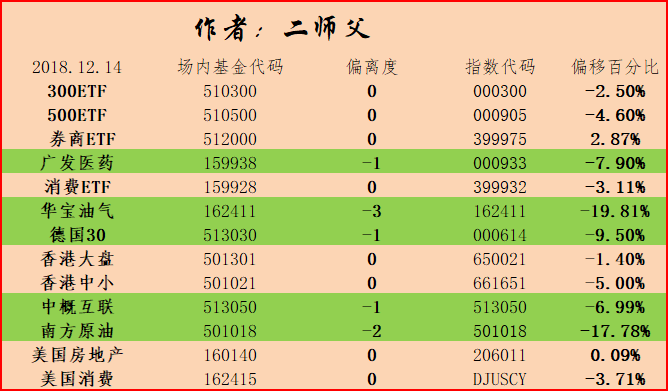 作者：二师父
2018.12.14 场内基金代码 偏离度 指数代码 偏移百分比
300ETF 510300 0 000300 -2.50%
500ETF 510500 0 000905 -4.60%
券商ETF 512000 0 399975 2.87%
广发医药 159938 -1 000933 -7.90%
消费ETF 159928 0 399932 -3.11%
华宝油气 162411 -3 162411 -19.81%
德国30 513030 -1 000614 -9.50%
香港大盘 501301 0 650021 -1.40%
香港中小 501021 0 661651 -5.00%
中概互联 513050 -1 513050 -6.99%
南方原油 501018 -2 501018 -17.78%
美国房地产 160140 0 206011 0.09%
美国消费 162415 0 DJUSCY -3.71%